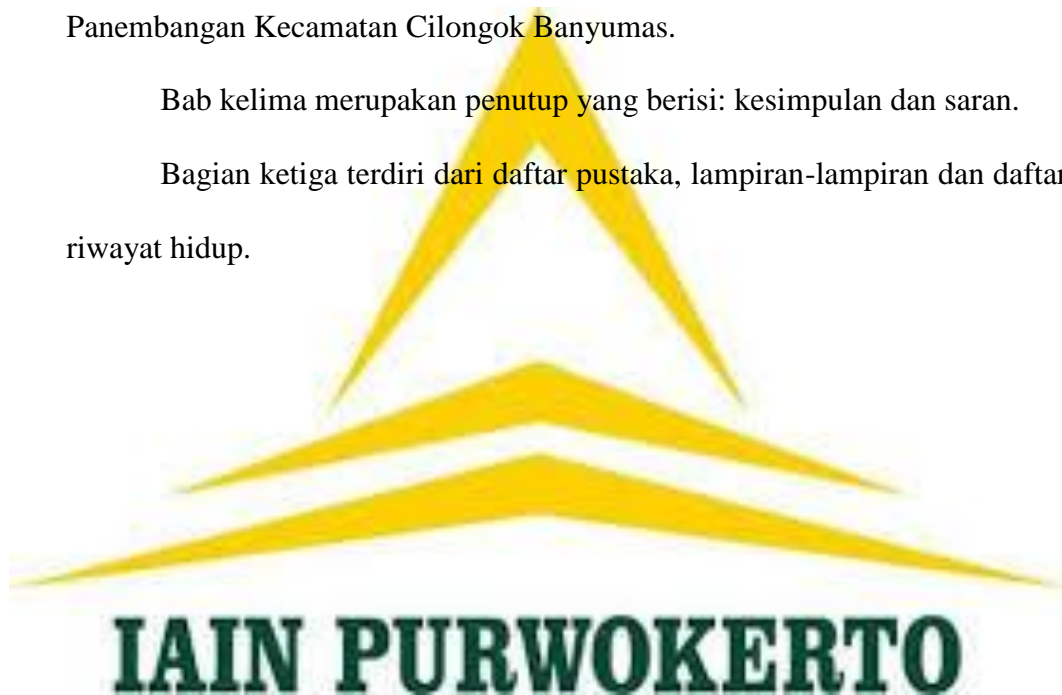 Panembangan Kecamatan Cilongok Banyumas.
Bab kelima merupakan penutup yang berisi: kesimpulan dan saran.
Bagian ketiga terdiri dari daftar pustaka, lampiran-lampiran dan daftar
riwayat hidup.
IAIN PURWOKERTO